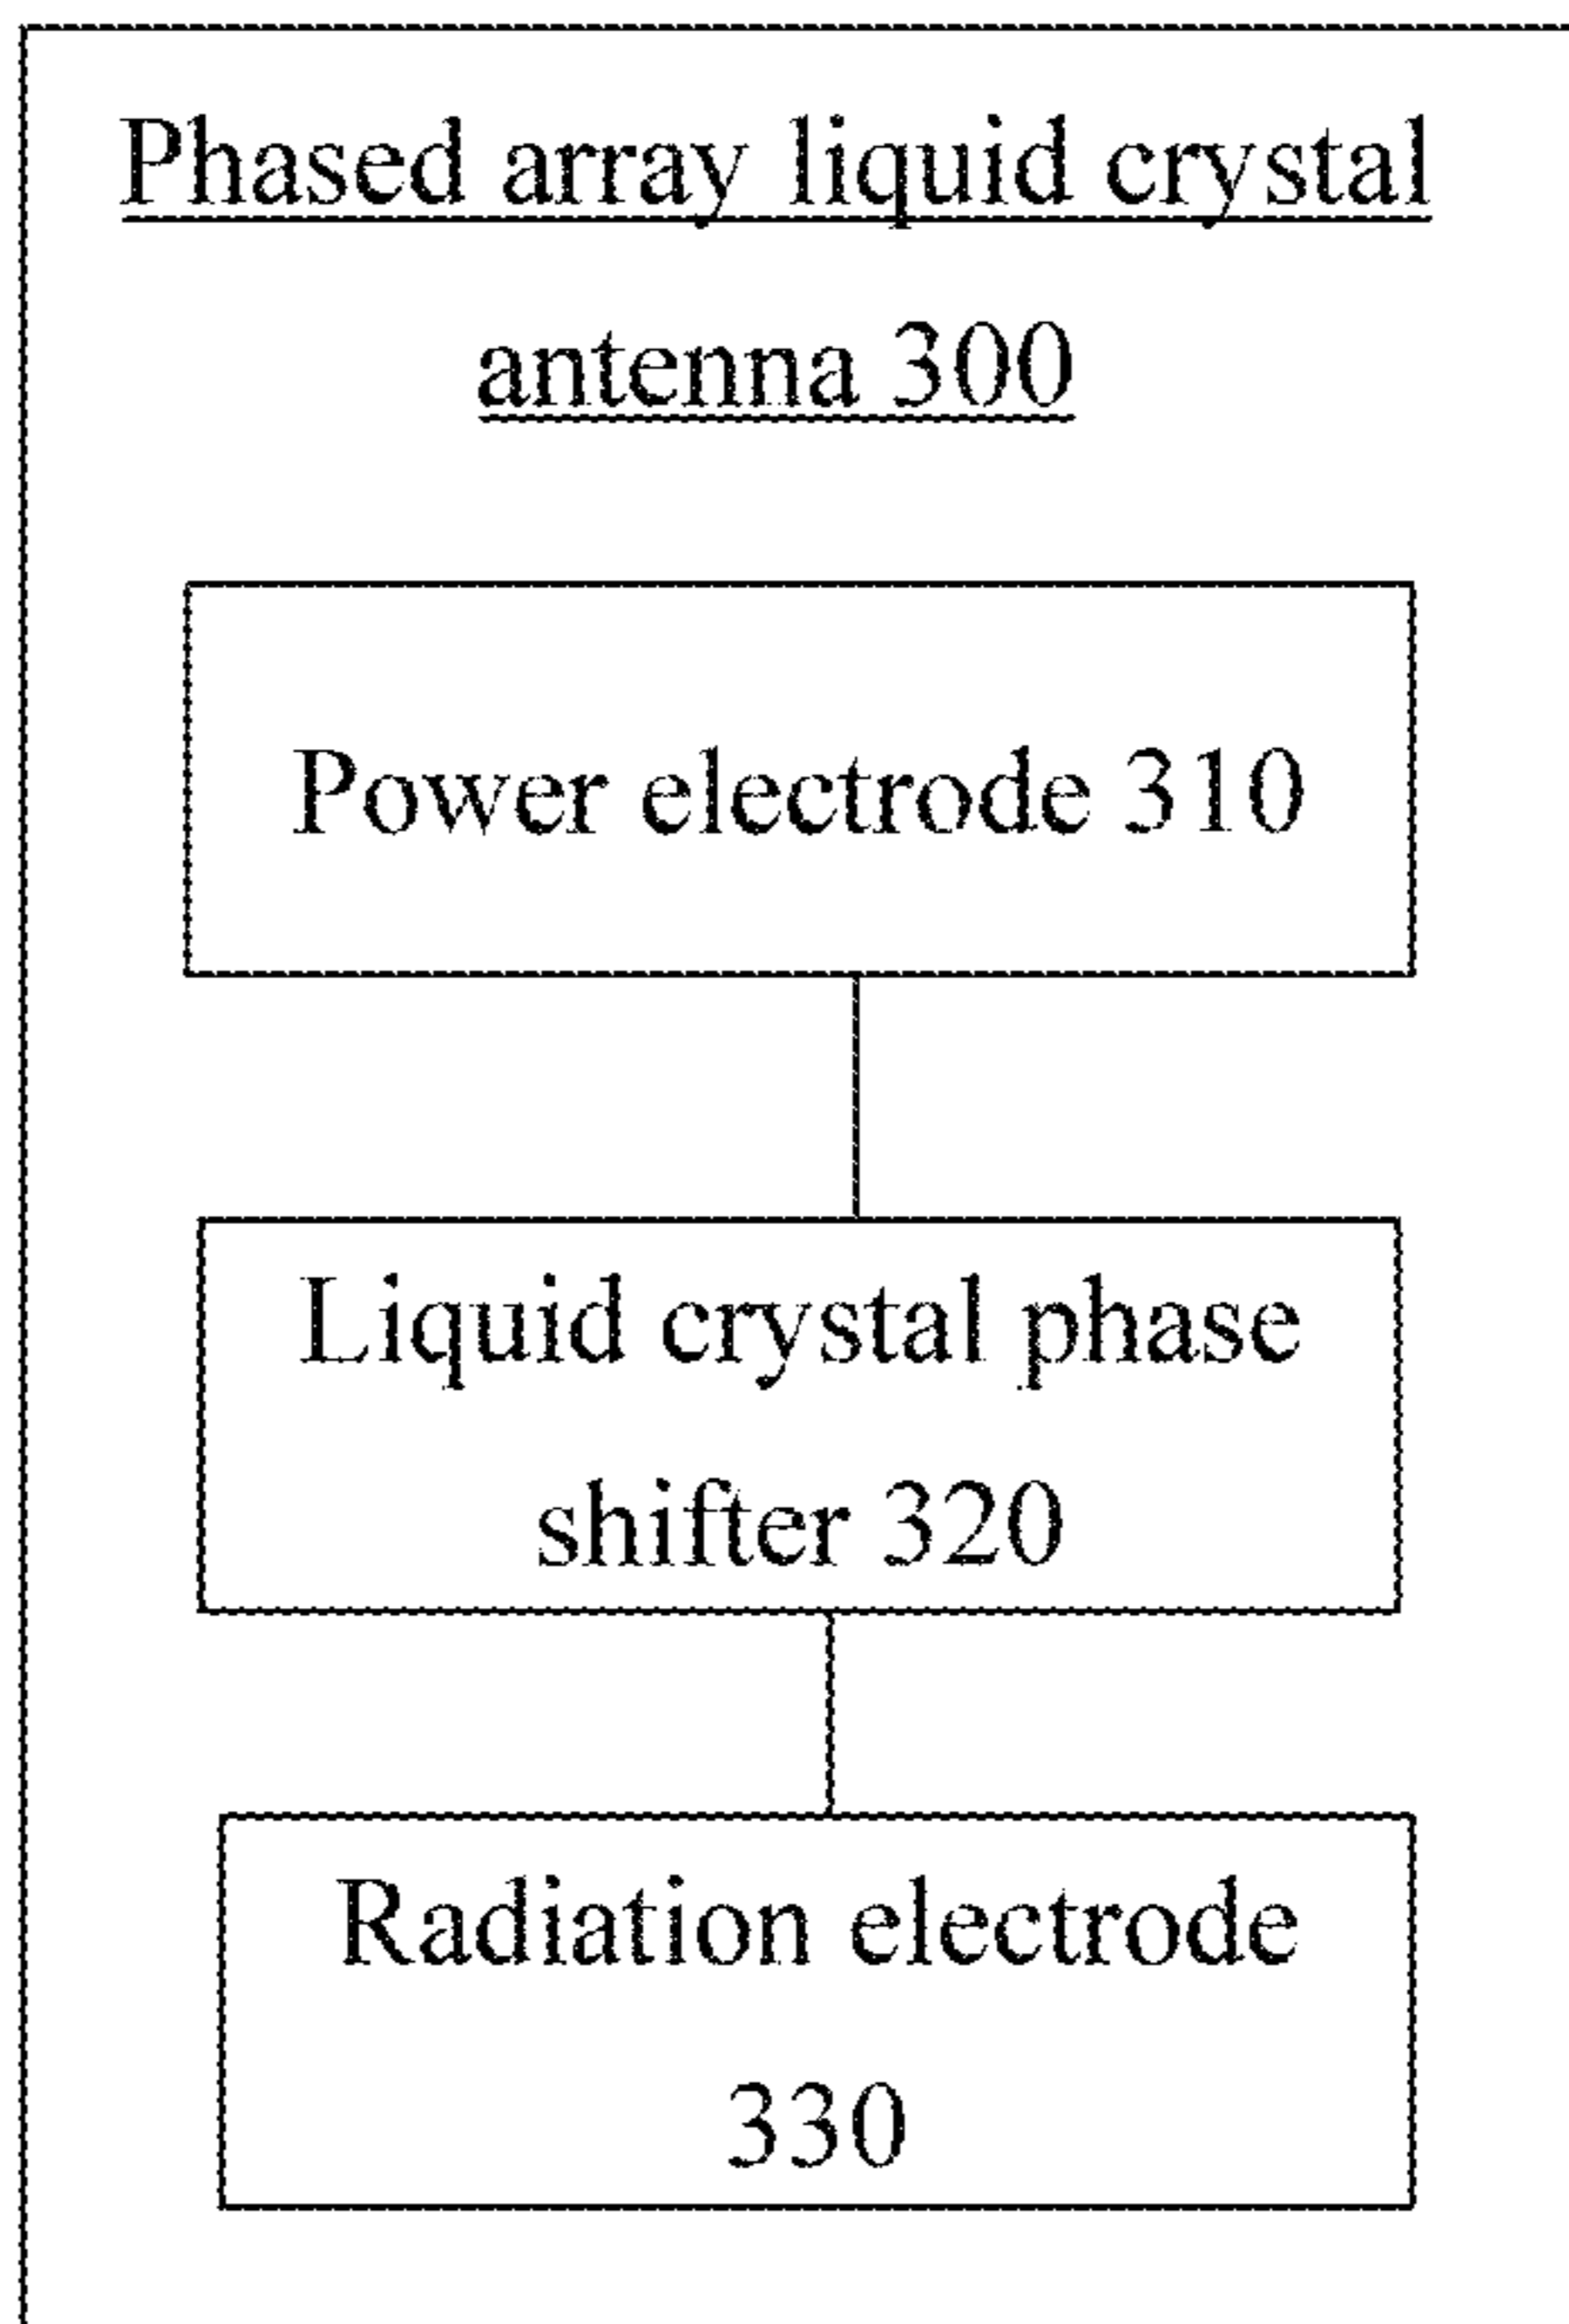 Phased array liquid crystal
antenna 300
Power electrode 310
Liquid crystal phase
shifter 320
Radiation electrode
330